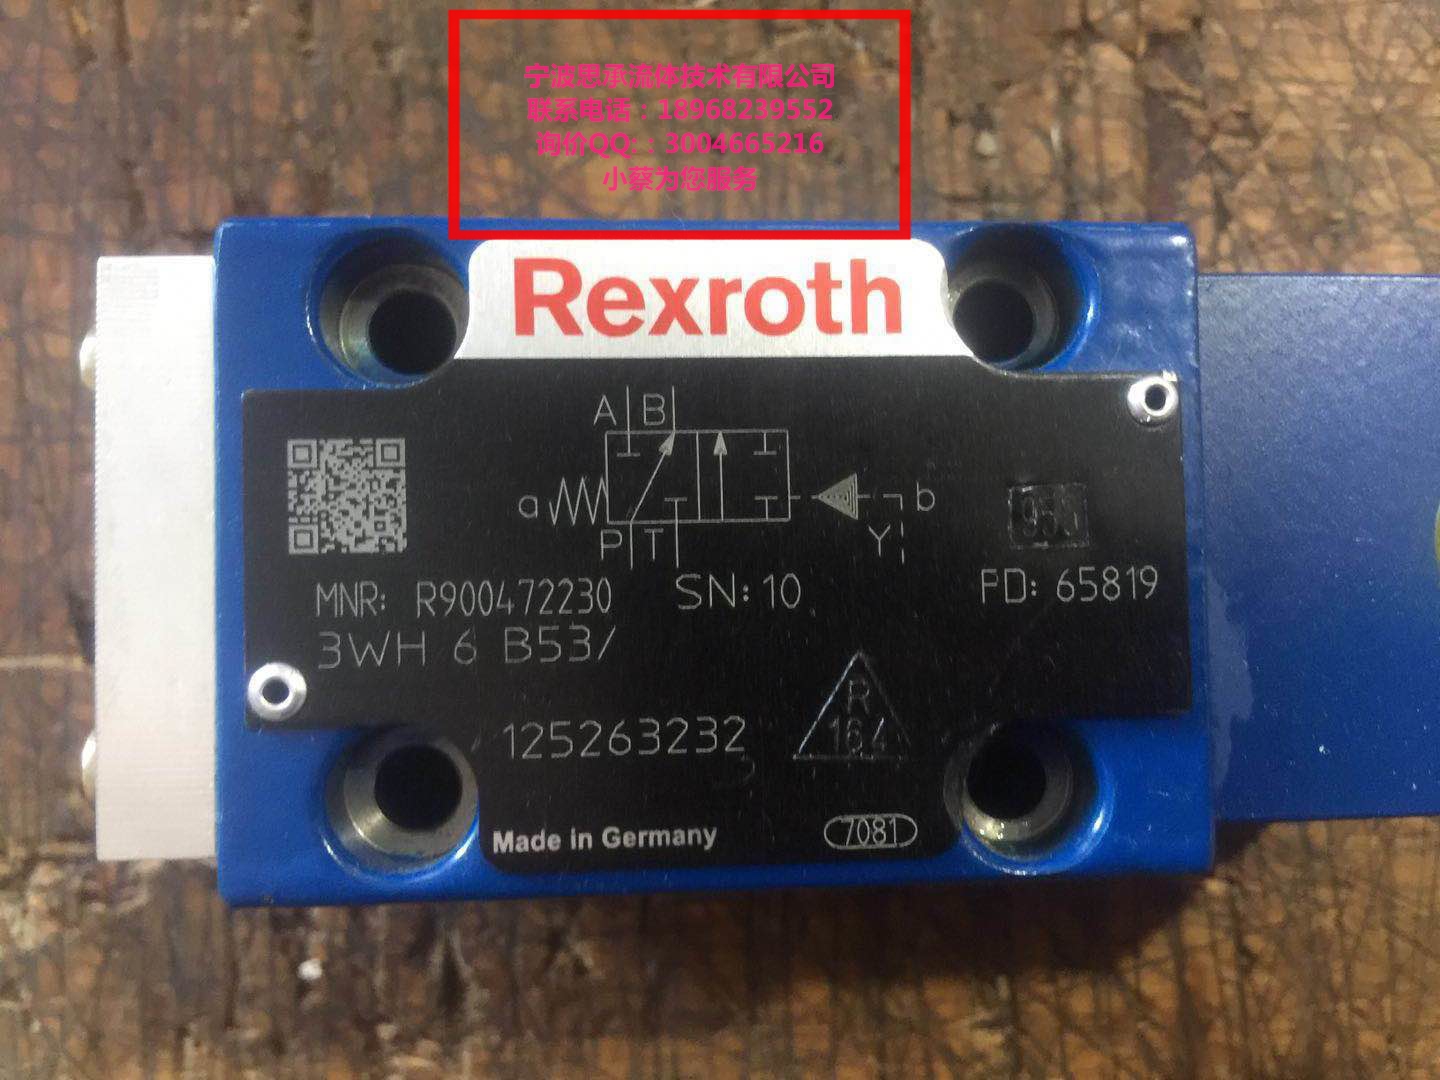 宁波恩承流体技术有限公司
联系电话：18968239552
询价QQ:：3004665216
小蔡为您服务
Rexroth
A B
a
b
P T
Y
MNR: R900472230
SN: 10
FD: 65819
3WH 6 B53/
125263232
R
16.4
Made in Germany
7081